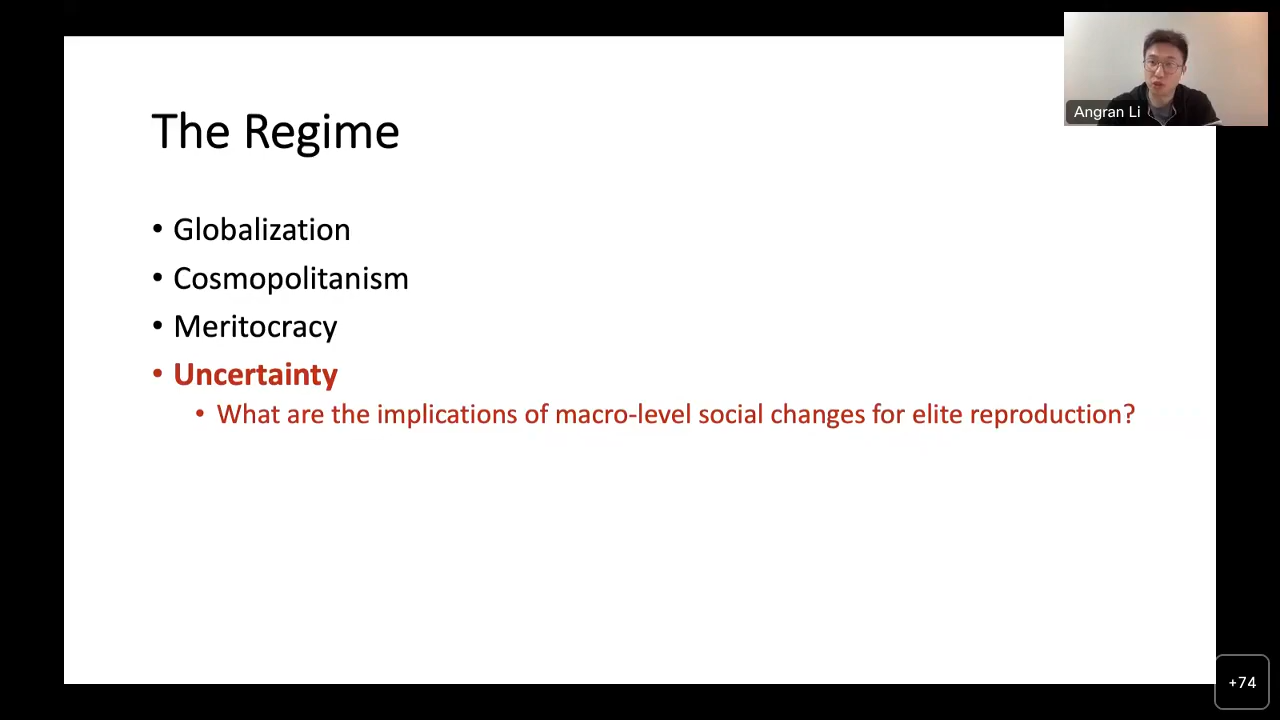 The Regime
• Globalization
• Cosmopolitanism
• Meritocracy
• Uncertainty
• What are the implications of macro-level social changes for elite reproduction?
Angran Li
+74